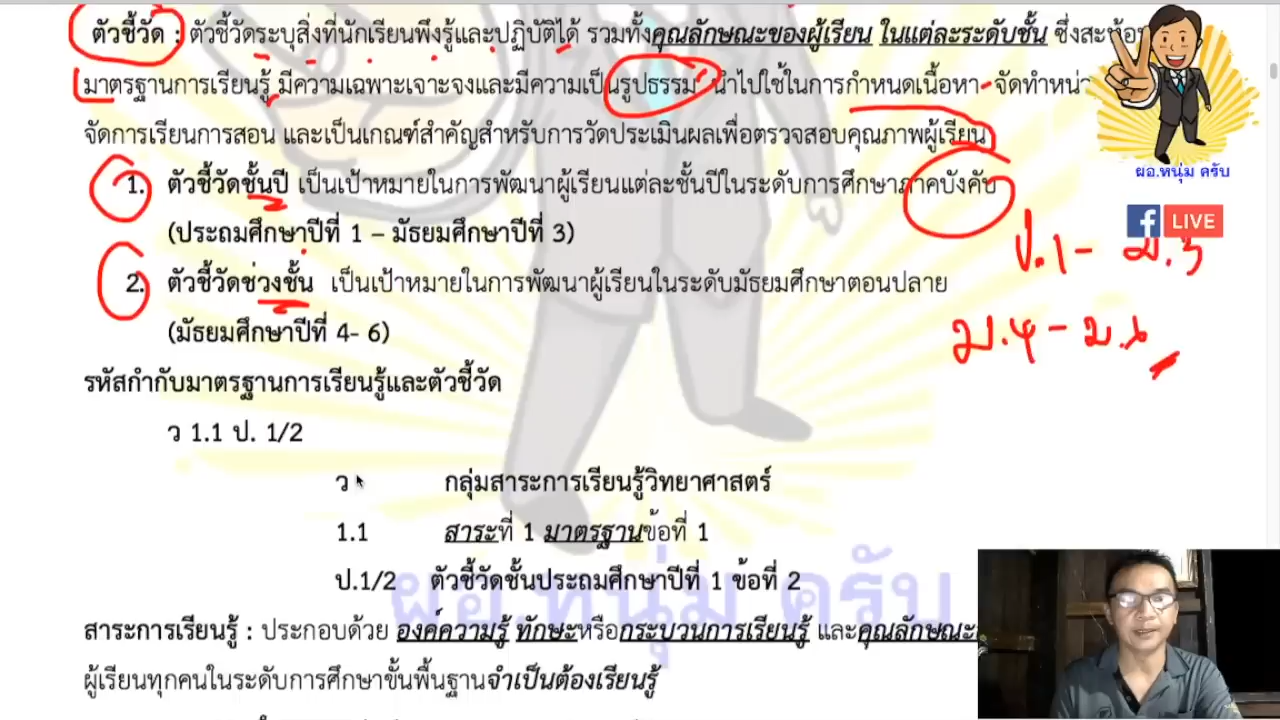 ตัวชี้วัด : ตัวชี้วัดระบุสิ่งที่นักเรียนพึงรู้และปฏิบัติได้ รวมทั้งคุณลักษณะของผู้เรียน ในแต่ละระดับชั้น ซึ่งสะท้อน
มาตรฐานการเรียนรู้ มีความเฉพาะเจาะจงและมีความเป็นรูปธรรม นำไปใช้ในการกำหนดเนื้อหา จัดทำหน่
จัดการเรียนการสอน และเป็นเกณฑ์สำคัญสำหรับการวัดประเมินผลเพื่อตรวจสอบคุณภาพผู้เรียน
1. ตัวชี้วัดชั้นปี เป็นเป้าหมายในการพัฒนาผู้เรียนแต่ละชั้นปีในระดับการศึกษาภาคบังคับ
(ประถมศึกษาปีที่ 1 – มัธยมศึกษาปีที่ 3)
2. ตัวชี้วัดช่วงชั้น เป็นเป้าหมายในการพัฒนาผู้เรียนในระดับมัธยมศึกษาตอนปลาย
(มัธยมศึกษาปีที่ 4- 6)
ผอ.หนุ่ม ครับ
f LIVE
ป.1 - ม.3
ม.4 - ม.6
รหัสกำกับมาตรฐานการเรียนรู้และตัวชี้วัด
ว 1.1 ป. 1/2
ว กลุ่มสาระการเรียนรู้วิทยาศาสตร์
1.1 สาระที่ 1 มาตรฐานข้อที่ 1
ป.1/2 ตัวชี้วัดชั้นประถมศึกษาปีที่ 1 ข้อที่ 2
ผอ.หนุ่ม ครับ
สาระการเรียนรู้ : ประกอบด้วย องค์ความรู้ ทักษะหรือกระบวนการเรียนรู้ และคุณลักษณะ
ผู้เรียนทุกคนในระดับการศึกษาขั้นพื้นฐานจำเป็นต้องเรียนรู้